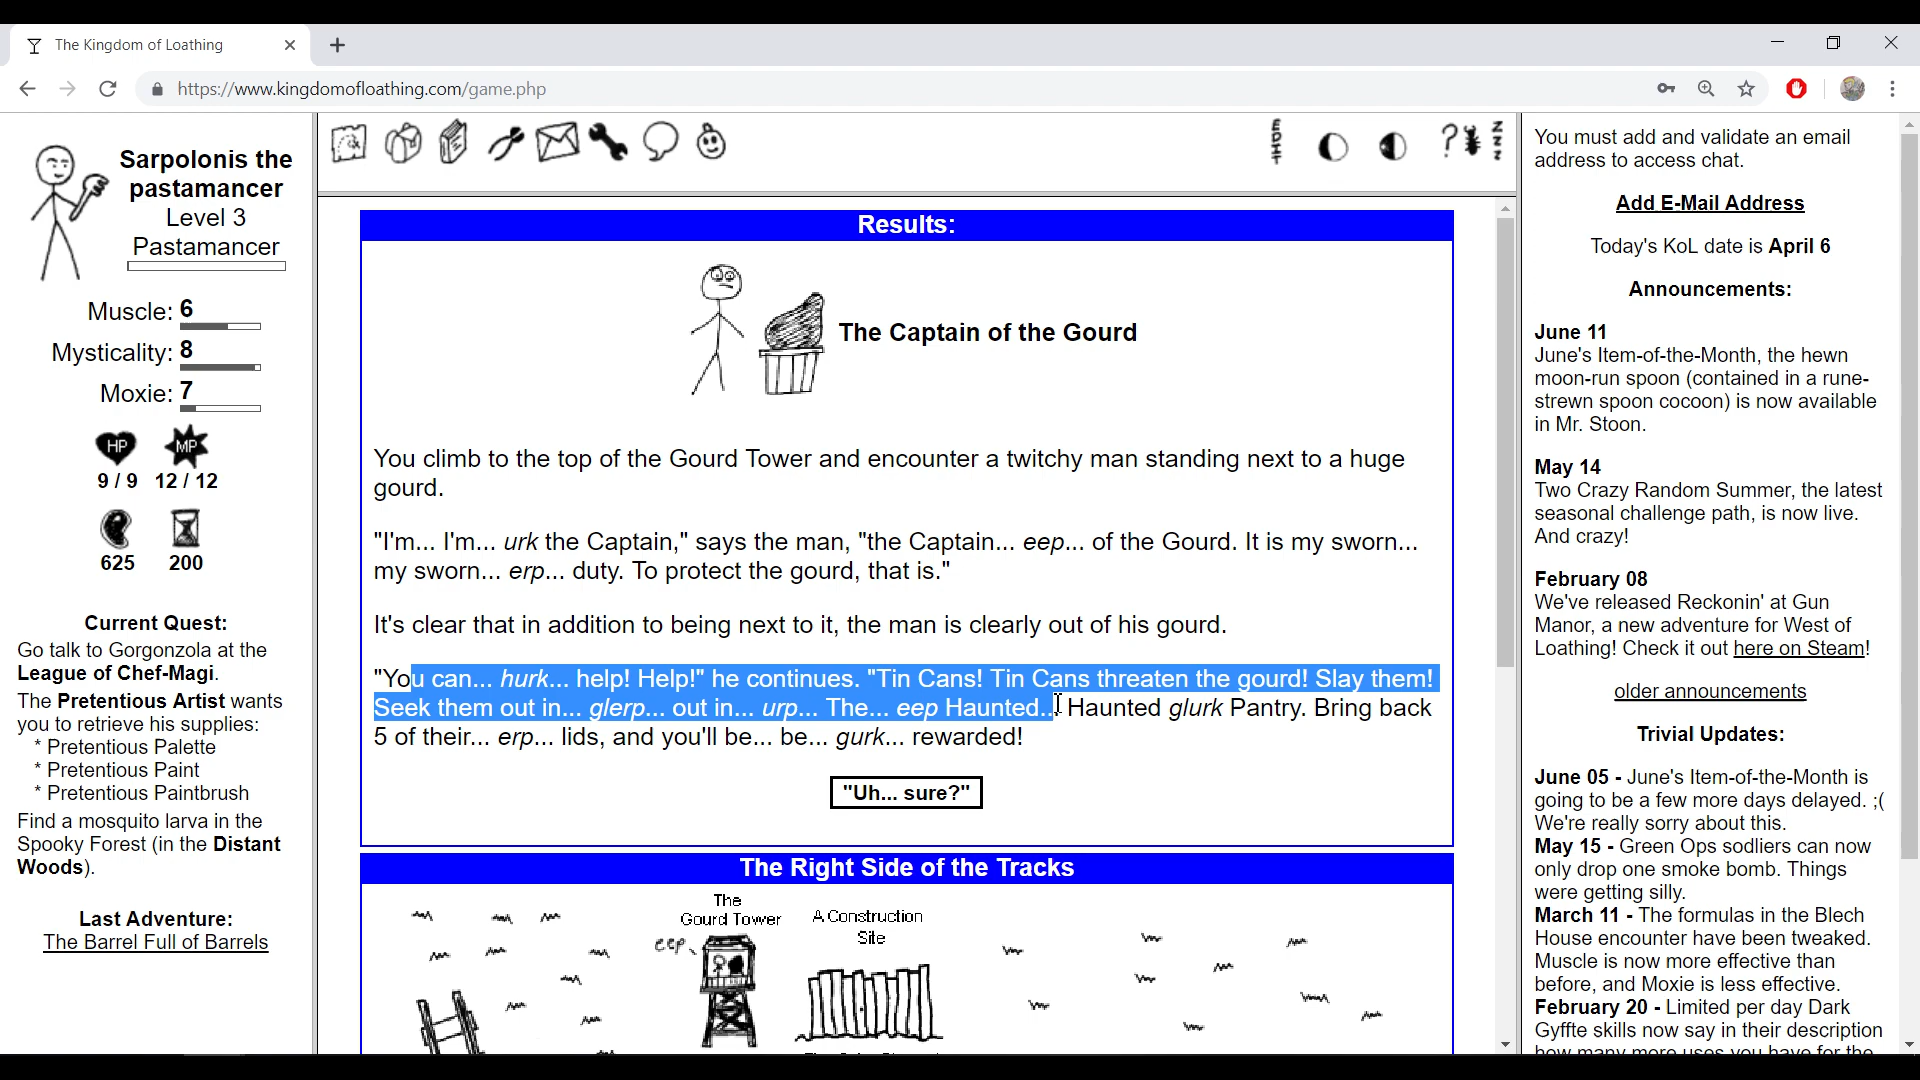 The Kingdom of Loathing
https://www.kingdomofloathing.com/game.php
Sarpolonis the
pastamancer
Level 3
Pastamancer
Muscle: 6
Mysticality: 8
Moxie: 7
HP MP
9 / 9 12 / 12
625 200
Current Quest:
Go talk to Gorgonzola at the
League of Chef-Magi.
The Pretentious Artist wants
you to retrieve his supplies:
* Pretentious Palette
* Pretentious Paint
* Pretentious Paintbrush
Find a mosquito larva in the
Spooky Forest (in the Distant
Woods).
Last Adventure:
The Barrel Full of Barrels
EDIT
?
ZZZZ
Results:
The Captain of the Gourd
You climb to the top of the Gourd Tower and encounter a twitchy man standing next to a huge
gourd.
"I'm... I'm... urk the Captain," says the man, "the Captain... eep... of the Gourd. It is my sworn...
my sworn... erp... duty. To protect the gourd, that is."
It's clear that in addition to being next to it, the man is clearly out of his gourd.
"You can... hurk... help! Help!" he continues. "Tin Cans! Tin Cans threaten the gourd! Slay them!
Seek them out in... glerp... out in... urp... The... eep Haunted... Haunted glurk Pantry. Bring back
5 of their... erp... lids, and you'll be... be... gurk... rewarded!
"Uh... sure?"
The Right Side of the Tracks
The
Gourd Tower
A Construction
Site
eep
You must add and validate an email
address to access chat.
Add E-Mail Address
Today's KoL date is April 6
Announcements:
June 11
June's Item-of-the-Month, the hewn
moon-run spoon (contained in a rune-
strewn spoon cocoon) is now available
in Mr. Stoon.
May 14
Two Crazy Random Summer, the latest
seasonal challenge path, is now live.
And crazy!
February 08
We've released Reckonin' at Gun
Manor, a new adventure for West of
Loathing! Check it out here on Steam!
older announcements
Trivial Updates:
June 05 - June's Item-of-the-Month is
going to be a few more days delayed. ;(
We're really sorry about this.
May 15 - Green Ops sodliers can now
only drop one smoke bomb. Things
were getting silly.
March 11 - The formulas in the Blech
House encounter have been tweaked.
Muscle is now more effective than
before, and Moxie is less effective.
February 20 - Limited per day Dark
Gyffte skills now say in their description
how many more uses you have for the